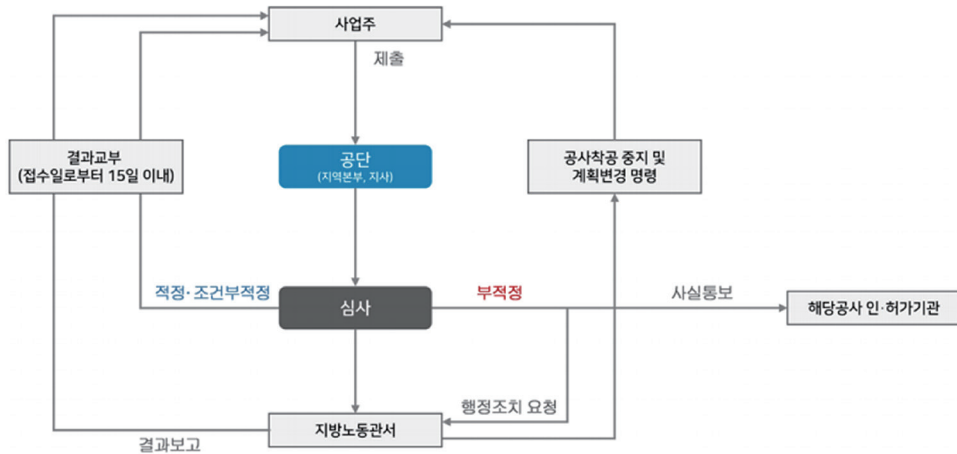 사업주
제출
결과교부
(접수일로부터 15일 이내)
공단
(지역본부, 지사)
공사착공 중지 및
계획변경 명령
적정·조건부적정
심사
부적정
사실통보
해당공사 인·허가기관
행정조치 요청
지방노동관서
결과보고